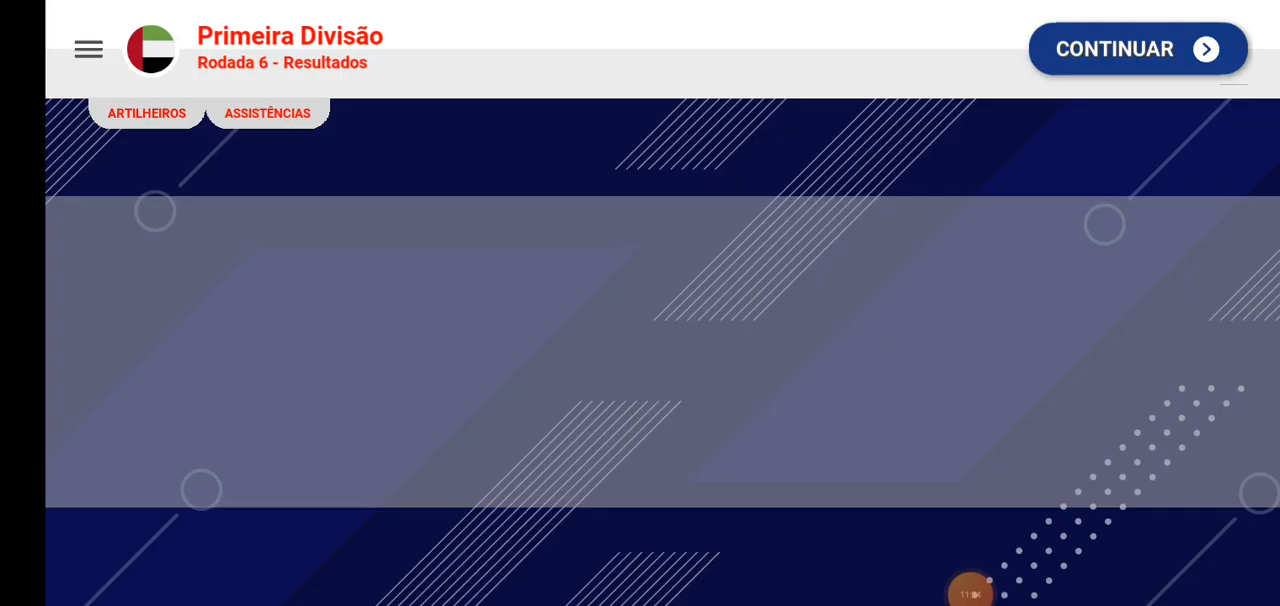 Primeira Divisão
Rodada 6 - Resultados
CONTINUAR
ARTILHEIROS
ASSISTÊNCIAS